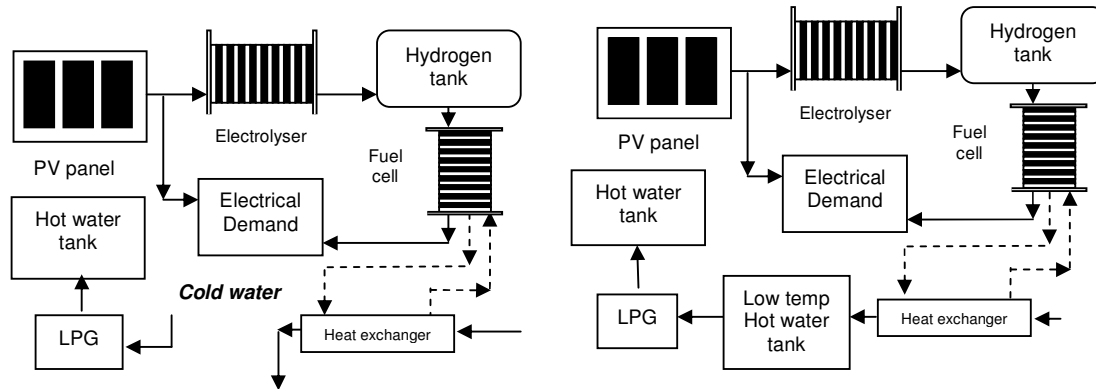 Hydrogen
tank
Electrolyser
PV panel
Fuel
cell
Electrical
Demand
Hot water
tank
Cold water
LPG
Heat exchanger
Hydrogen
tank
Electrolyser
PV panel
Fuel
cell
Electrical
Demand
Hot water
tank
LPG
Low temp
Hot water
tank
Heat exchanger